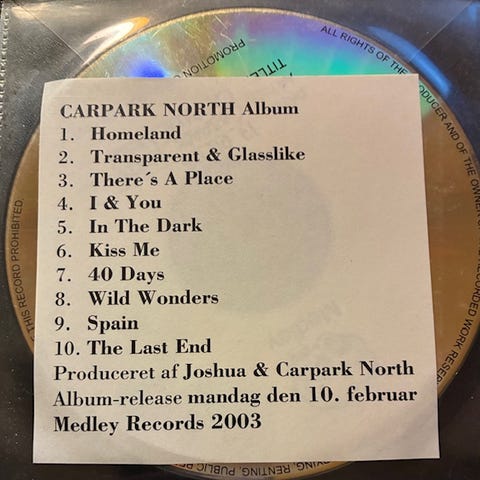 CARPARK NORTH Album
1. Homeland
2. Transparent & Glasslike
3. There´s A Place
4. I & You
5. In The Dark
6. Kiss Me
7. 40 Days
8. Wild Wonders
9. Spain
10. The Last End
Produceret af Joshua & Carpark North
Album-release mandag den 10. februar
Medley Records 2003
PROMOTION
TITLE
ALL RIGHTS OF THE PRODUCER AND OF THE OWNER
RECORDED WORK RESER
RENTING, PUBLIC
THIS RECORD PROHIBITED.